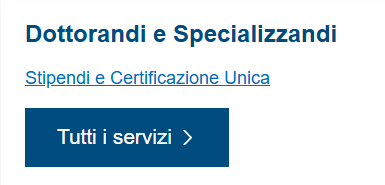 Dottorandi e Specializzandi
Stipendi e Certificazione Unica
Tutti i servizi